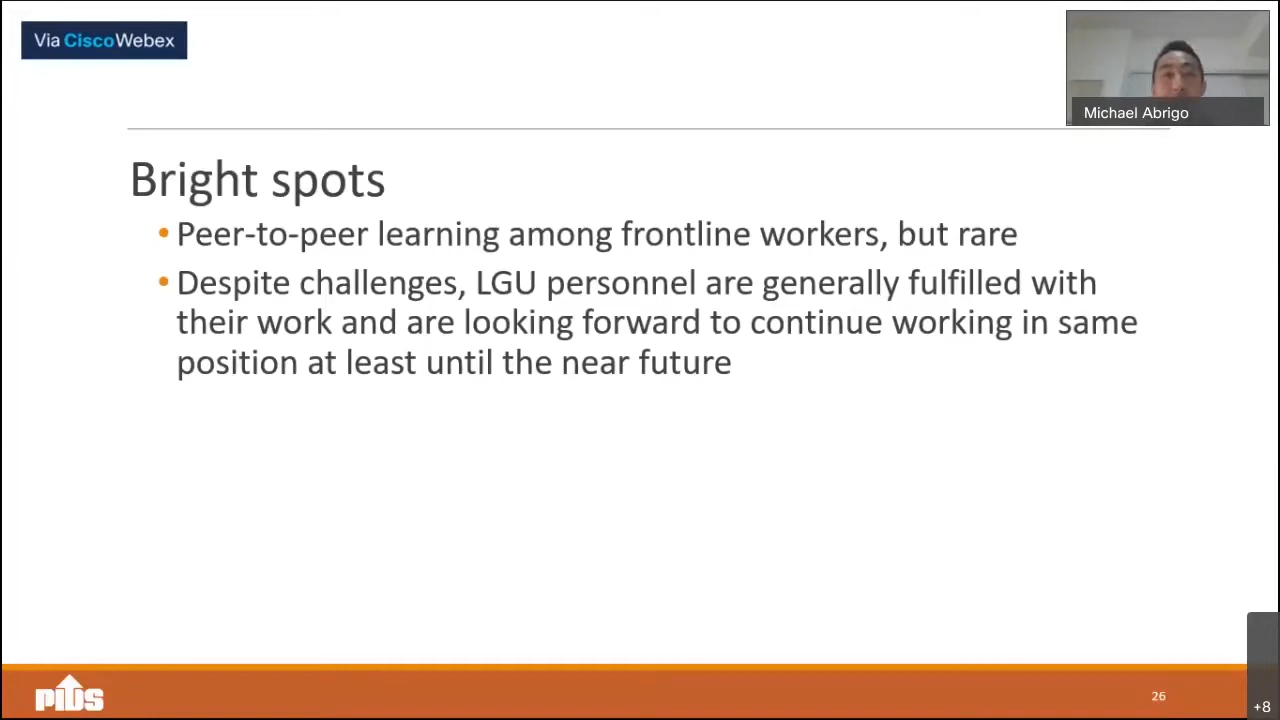 Via CiscoWebex
Michael Abrigo
Bright spots
• Peer-to-peer learning among frontline workers, but rare
• Despite challenges, LGU personnel are generally fulfilled with
their work and are looking forward to continue working in same
position at least until the near future
pids
26
+8